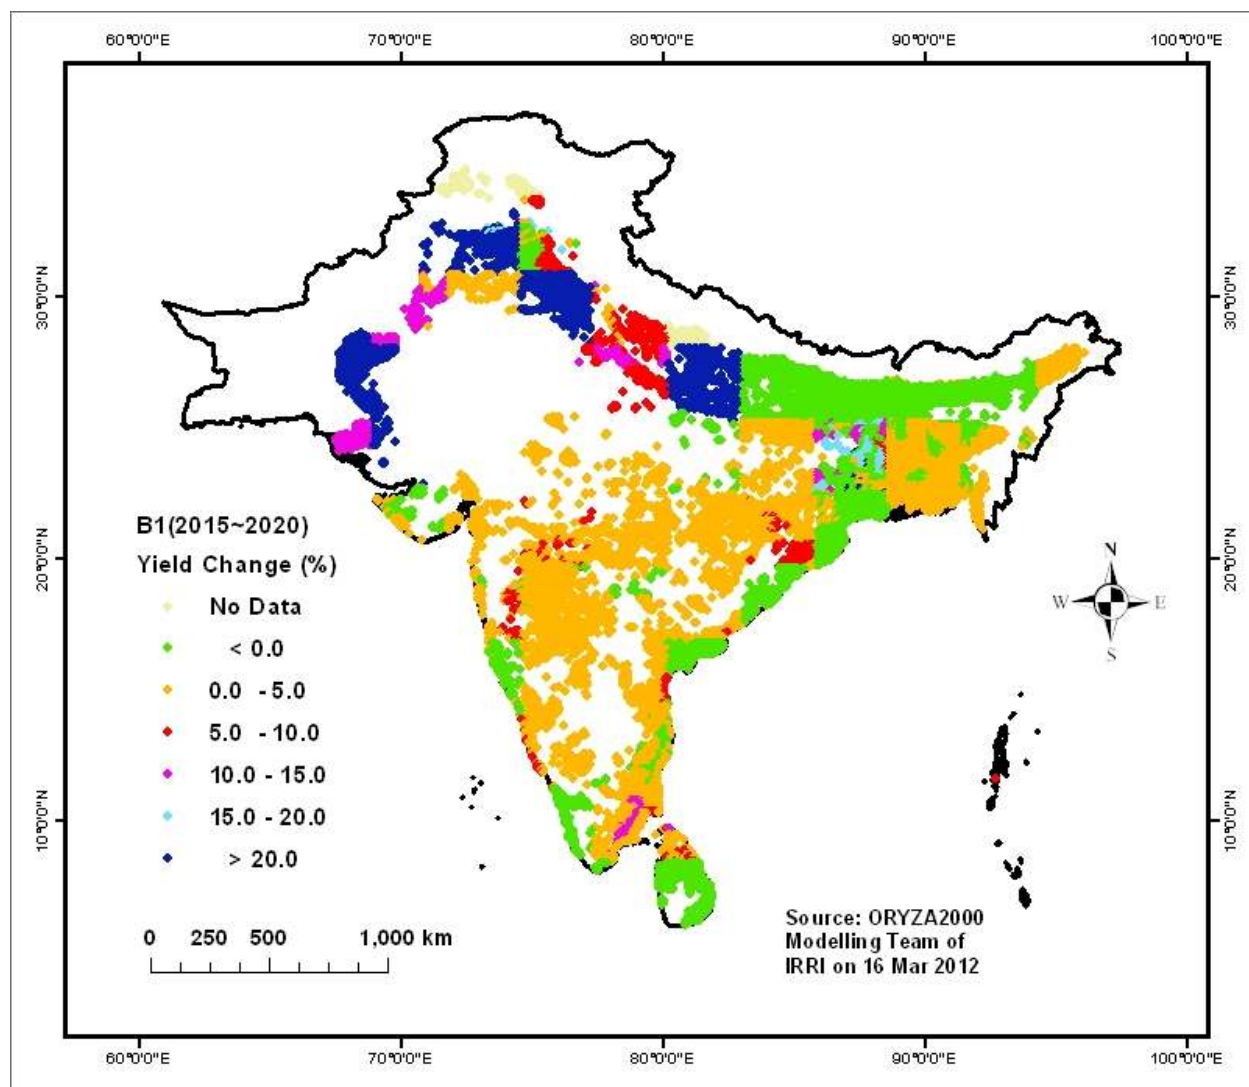 60°0'0"E 70°0'0"E 80°0'0"E 90°0'0"E 100°0'0"E
30°0'0"N 30°0'0"N
B1(2015~2020)
Yield Change (%)
20°0'0"N 20°0'0"N
No Data
< 0.0
0.0 - 5.0
5.0 - 10.0
10.0 - 15.0
15.0 - 20.0
> 20.0
N
W E
S
10°0'0"N 10°0'0"N
0 250 500 1,000 km
Source: ORYZA2000
Modelling Team of
IRRI on 16 Mar 2012
60°0'0"E 70°0'0"E 80°0'0"E 90°0'0"E 100°0'0"E